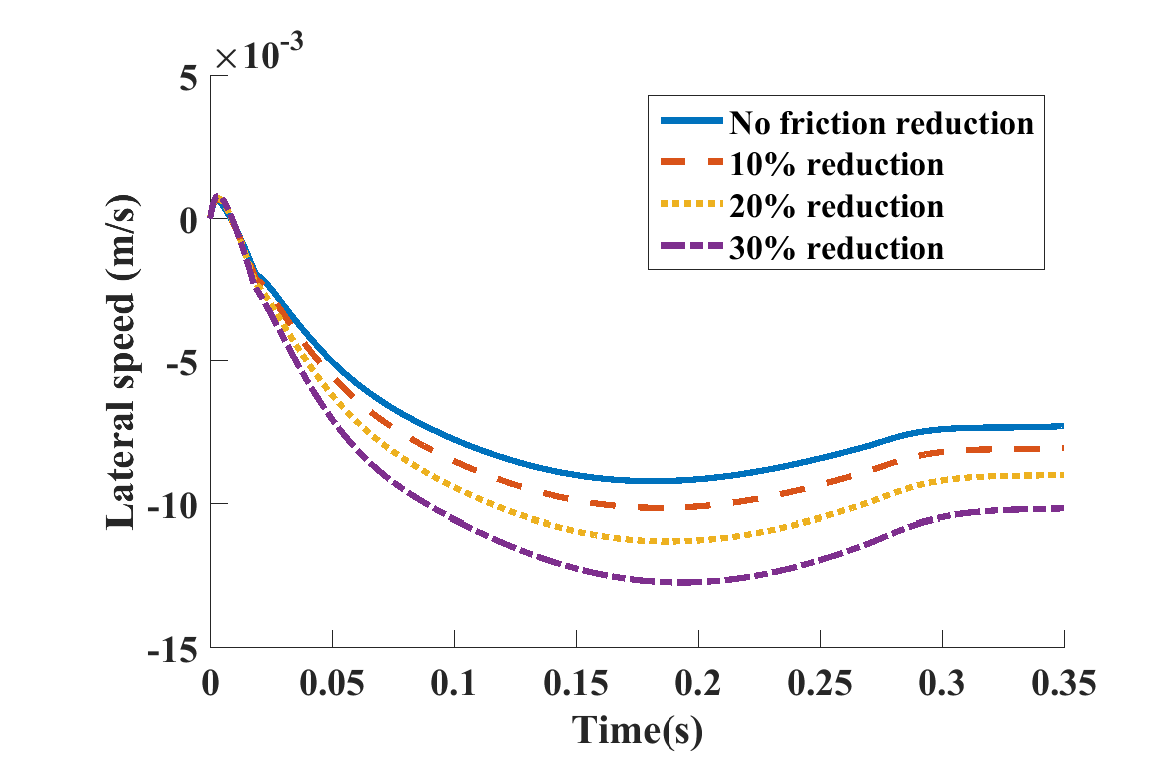 ×10-3
5
0
-5
-10
-15
Lateral speed (m/s)
No friction reduction
10% reduction
20% reduction
30% reduction
0 0.05 0.1 0.15 0.2 0.25 0.3 0.35
Time(s)